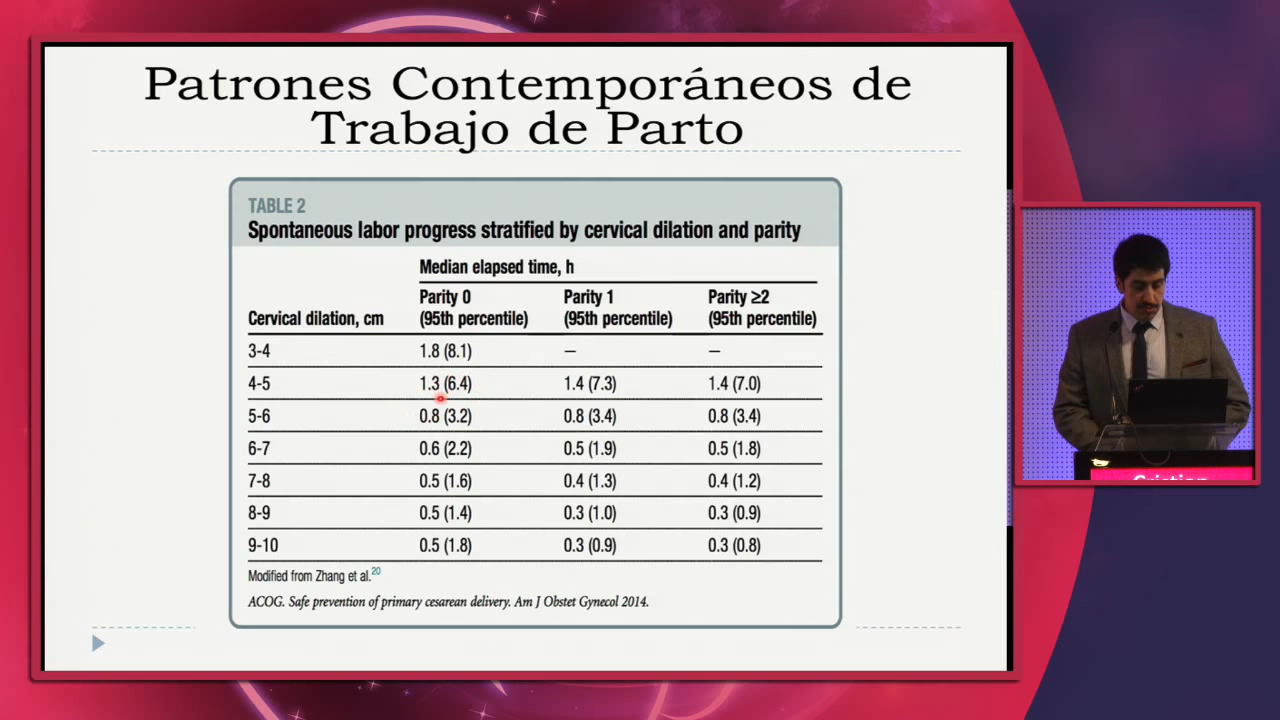 Patrones Contemporáneos de
Trabajo de Parto
TABLE 2
Spontaneous labor progress stratified by cervical dilation and parity
Median elapsed time, h
Cervical dilation, cm Parity 0 (95th percentile) Parity 1 (95th percentile) Parity ≥2 (95th percentile)
3-4 1.8 (8.1) – –
4-5 1.3 (6.4) 1.4 (7.3) 1.4 (7.0)
5-6 0.8 (3.2) 0.8 (3.4) 0.8 (3.4)
6-7 0.6 (2.2) 0.5 (1.9) 0.5 (1.8)
7-8 0.5 (1.6) 0.4 (1.3) 0.4 (1.2)
8-9 0.5 (1.4) 0.3 (1.0) 0.3 (0.9)
9-10 0.5 (1.8) 0.3 (0.9) 0.3 (0.8)
Modified from Zhang et al.20
ACOG. Safe prevention of primary cesarean delivery. Am J Obstet Gynecol 2014.